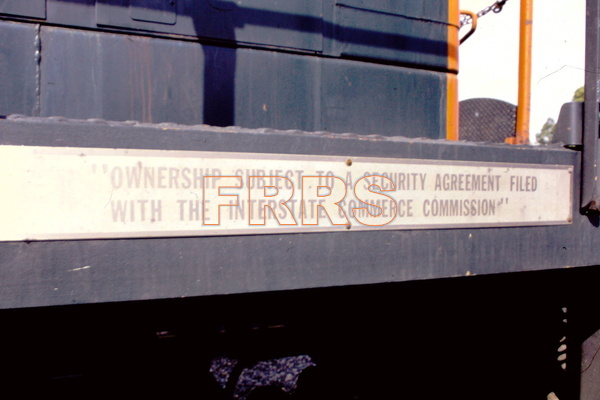 "OWNERSHIP SUBJECT TO A SECURITY AGREEMENT FILED
WITH THE INTERSTATE COMMERCE COMMISSION"
FRRS